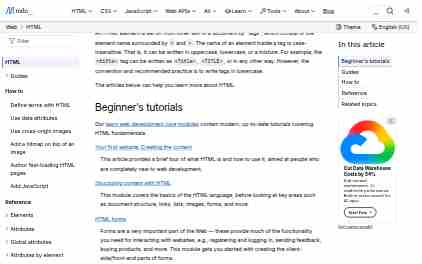 mdn
HTML CSS JavaScript Web APIs All Learn Tools About Blog
Web > HTML
Theme English (US)
Filter
HTML
Guides
How to
Define terms with HTML
Use data attributes
Use cross-origin images
Add a hitmap on top of an
image
Author fast-loading HTML
pages
Add JavaScript
Reference
Elements
Attributes
Global attributes
Attributes by element
element name surrounded by < and >. The name of an element inside a tag is case-
insensitive. That is, it can be written in uppercase, lowercase, or a mixture. For example, the
<title> tag can be written as <Title>, <TITLE>, or in any other way. However, the
convention and recommended practice is to write tags in lowercase.
The articles below can help you learn more about HTML.
Beginner's tutorials
Our learn web development core modules contain modern, up-to-date tutorials covering
HTML fundamentals.
Your first website: Creating the content
This article provides a brief tour of what HTML is and how to use it, aimed at people who
are completely new to web development.
Structuring content with HTML
This module covers the basics of the HTML language, before looking at key areas such
as document structure, links, lists, images, forms, and more.
HTML forms
Forms are a very important part of the Web — these provide much of the functionality
you need for interacting with websites, e.g., registering and logging in, sending feedback,
buying products, and more. This module gets you started with creating the client-
side/front-end parts of forms.
In this article
Beginner's tutorials
Guides
How to
Reference
Related topics
Cut Data Warehouse
Costs by 54%
Start Now